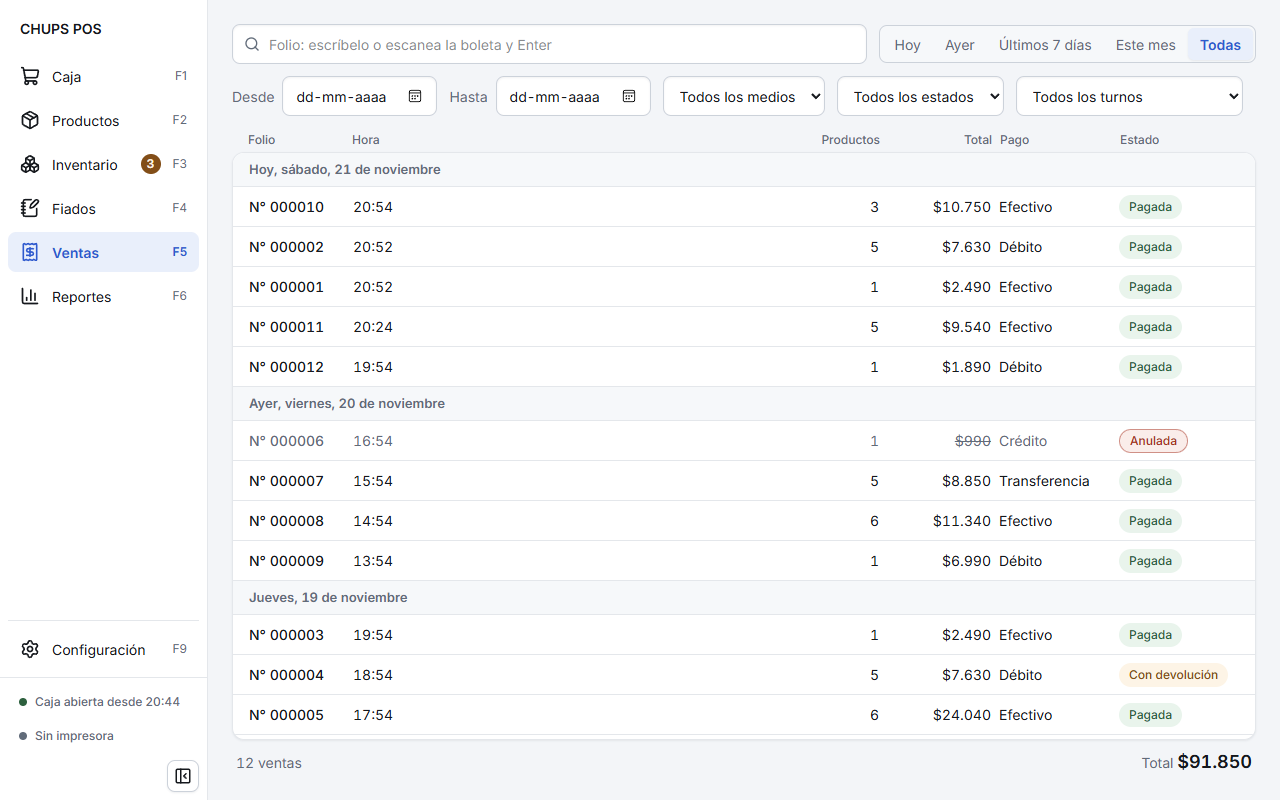 CHUPS POS
Caja F1
Productos F2
Inventario 3 F3
Fiados F4
Ventas F5
Reportes F6
Configuración F9
Caja abierta desde 20:44
Sin impresora
Folio: escríbelo o escanea la boleta y Enter
Hoy Ayer Últimos 7 días Este mes Todas
Desde dd-mm-aaaa Hasta dd-mm-aaaa Todos los medios Todos los estados Todos los turnos
Folio Hora Productos Total Pago Estado
Hoy, sábado, 21 de noviembre
N° 000010 20:54 3 $10.750 Efectivo Pagada
N° 000002 20:52 5 $7.630 Débito Pagada
N° 000001 20:52 1 $2.490 Efectivo Pagada
N° 000011 20:24 5 $9.540 Efectivo Pagada
N° 000012 19:54 1 $1.890 Débito Pagada
Ayer, viernes, 20 de noviembre
N° 000006 16:54 1 $990 Crédito Anulada
N° 000007 15:54 5 $8.850 Transferencia Pagada
N° 000008 14:54 6 $11.340 Efectivo Pagada
N° 000009 13:54 1 $6.990 Débito Pagada
Jueves, 19 de noviembre
N° 000003 19:54 1 $2.490 Efectivo Pagada
N° 000004 18:54 5 $7.630 Débito Con devolución
N° 000005 17:54 6 $24.040 Efectivo Pagada
12 ventas Total $91.850